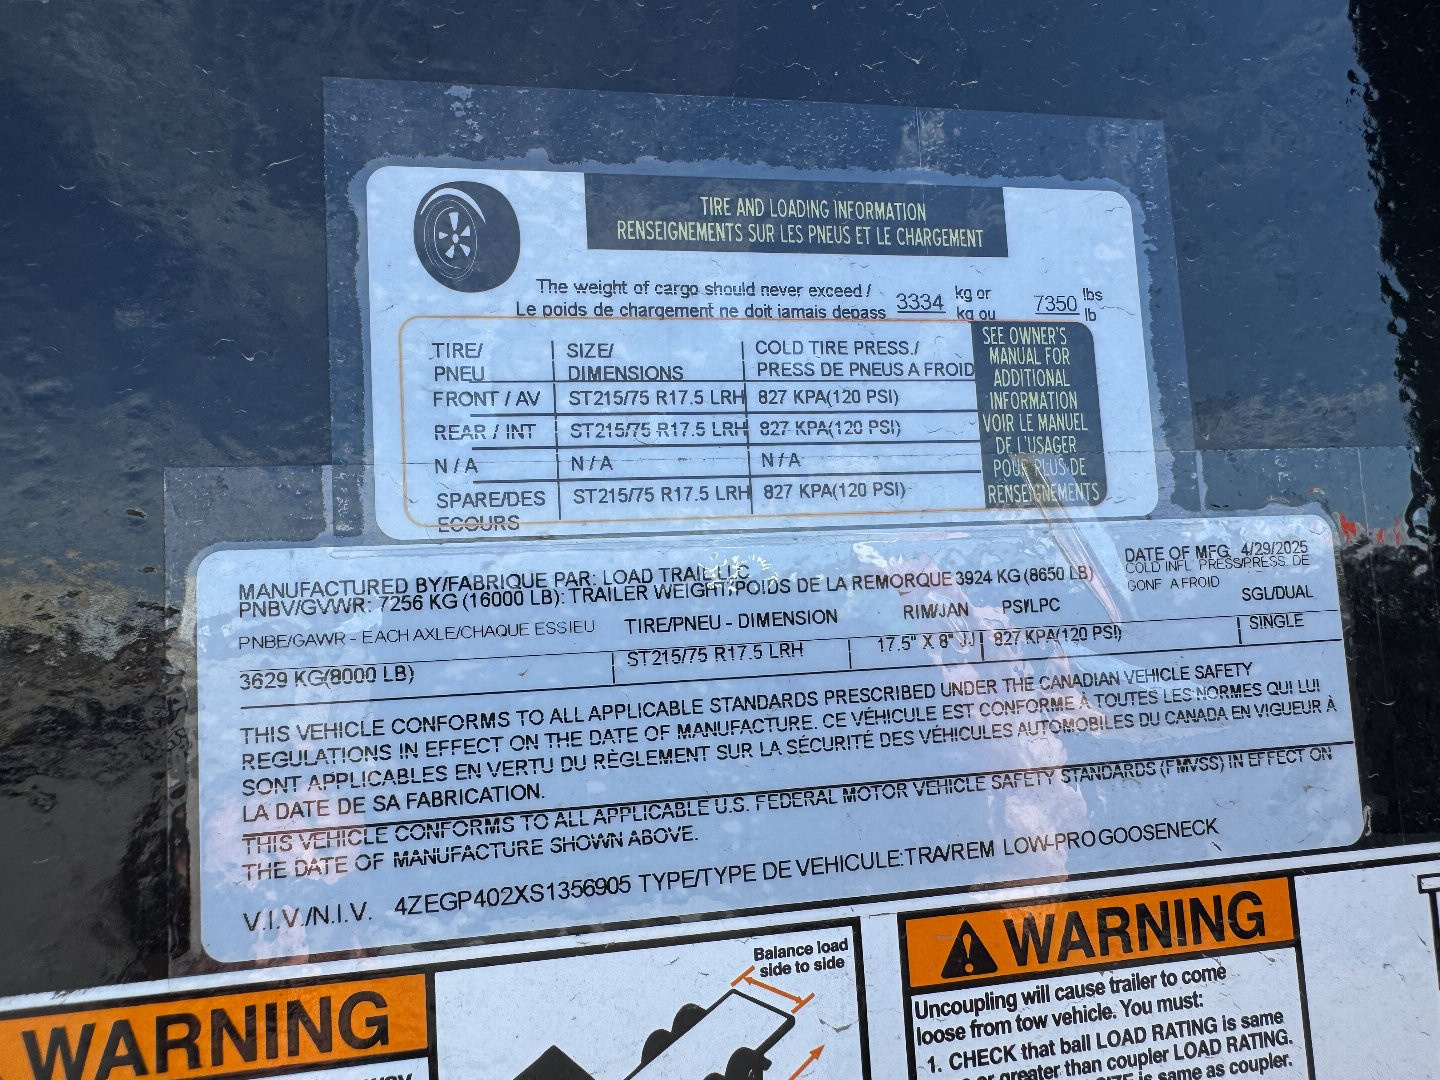 TIRE AND LOADING INFORMATION
RENSEIGNEMENTS SUR LES PNEUS ET LE CHARGEMENT
The weight of cargo should never exceed / 3334 kg or 7350 lbs
Le poids de chargement ne doit jamais depass kg ou lb
TIRE/ SIZE/ COLD TIRE PRESS./
PNEU DIMENSIONS PRESS DE PNEUS A FROID
FRONT / AV ST215/75 R17.5 LRH 827 KPA(120 PSI)
REAR / INT ST215/75 R17.5 LRH 827 KPA(120 PSI)
N / A N / A N / A
SPARE/DES ST215/75 R17.5 LRH 827 KPA(120 PSI)
ECOURS
SEE OWNER'S
MANUAL FOR
ADDITIONAL
INFORMATION
VOIR LE MANUEL
DE L'USAGER
POUR PLUS DE
RENSEIGNEMENTS
MANUFACTURED BY/FABRIQUE PAR: LOAD TRAIL LLC DATE OF MFG. 4/29/2025
PNBV/GVWR: 7256 KG (16000 LB): TRAILER WEIGHT/POIDS DE LA REMORQUE 3924 KG (8650 LB) COLD INFL PRESS/PRESS. DE
GONF A FROID
PNBE/GAWR - EACH AXLE/CHAQUE ESSIEU TIRE/PNEU - DIMENSION RIM/JAN PSI/LPC SGL/DUAL
3629 KG(8000 LB) ST215/75 R17.5 LRH 17.5" X 8" JJ 827 KPA(120 PSI) SINGLE
THIS VEHICLE CONFORMS TO ALL APPLICABLE STANDARDS PRESCRIBED UNDER THE CANADIAN VEHICLE SAFETY
REGULATIONS IN EFFECT ON THE DATE OF MANUFACTURE. CE VÉHICULE EST CONFORME À TOUTES LES NORMES QUI LUI
SONT APPLICABLES EN VERTU DU RÈGLEMENT SUR LA SÉCURITÉ DES VÉHICULES AUTOMOBILES DU CANADA EN VIGUEUR À
LA DATE DE SA FABRICATION.
THIS VEHICLE CONFORMS TO ALL APPLICABLE U.S. FEDERAL MOTOR VEHICLE SAFETY STANDARDS (FMVSS) IN EFFECT ON
THE DATE OF MANUFACTURE SHOWN ABOVE.
V.I.V./N.I.V. 4ZEGP402XS1356905 TYPE/TYPE DE VEHICULE:TRA/REM LOW-PRO GOOSENECK
WARNING
Balance load
side to side
WARNING
Uncoupling will cause trailer to come
loose from tow vehicle. You must:
1. CHECK that ball LOAD RATING is same
or greater than coupler LOAD RATING.
is same as coupler.